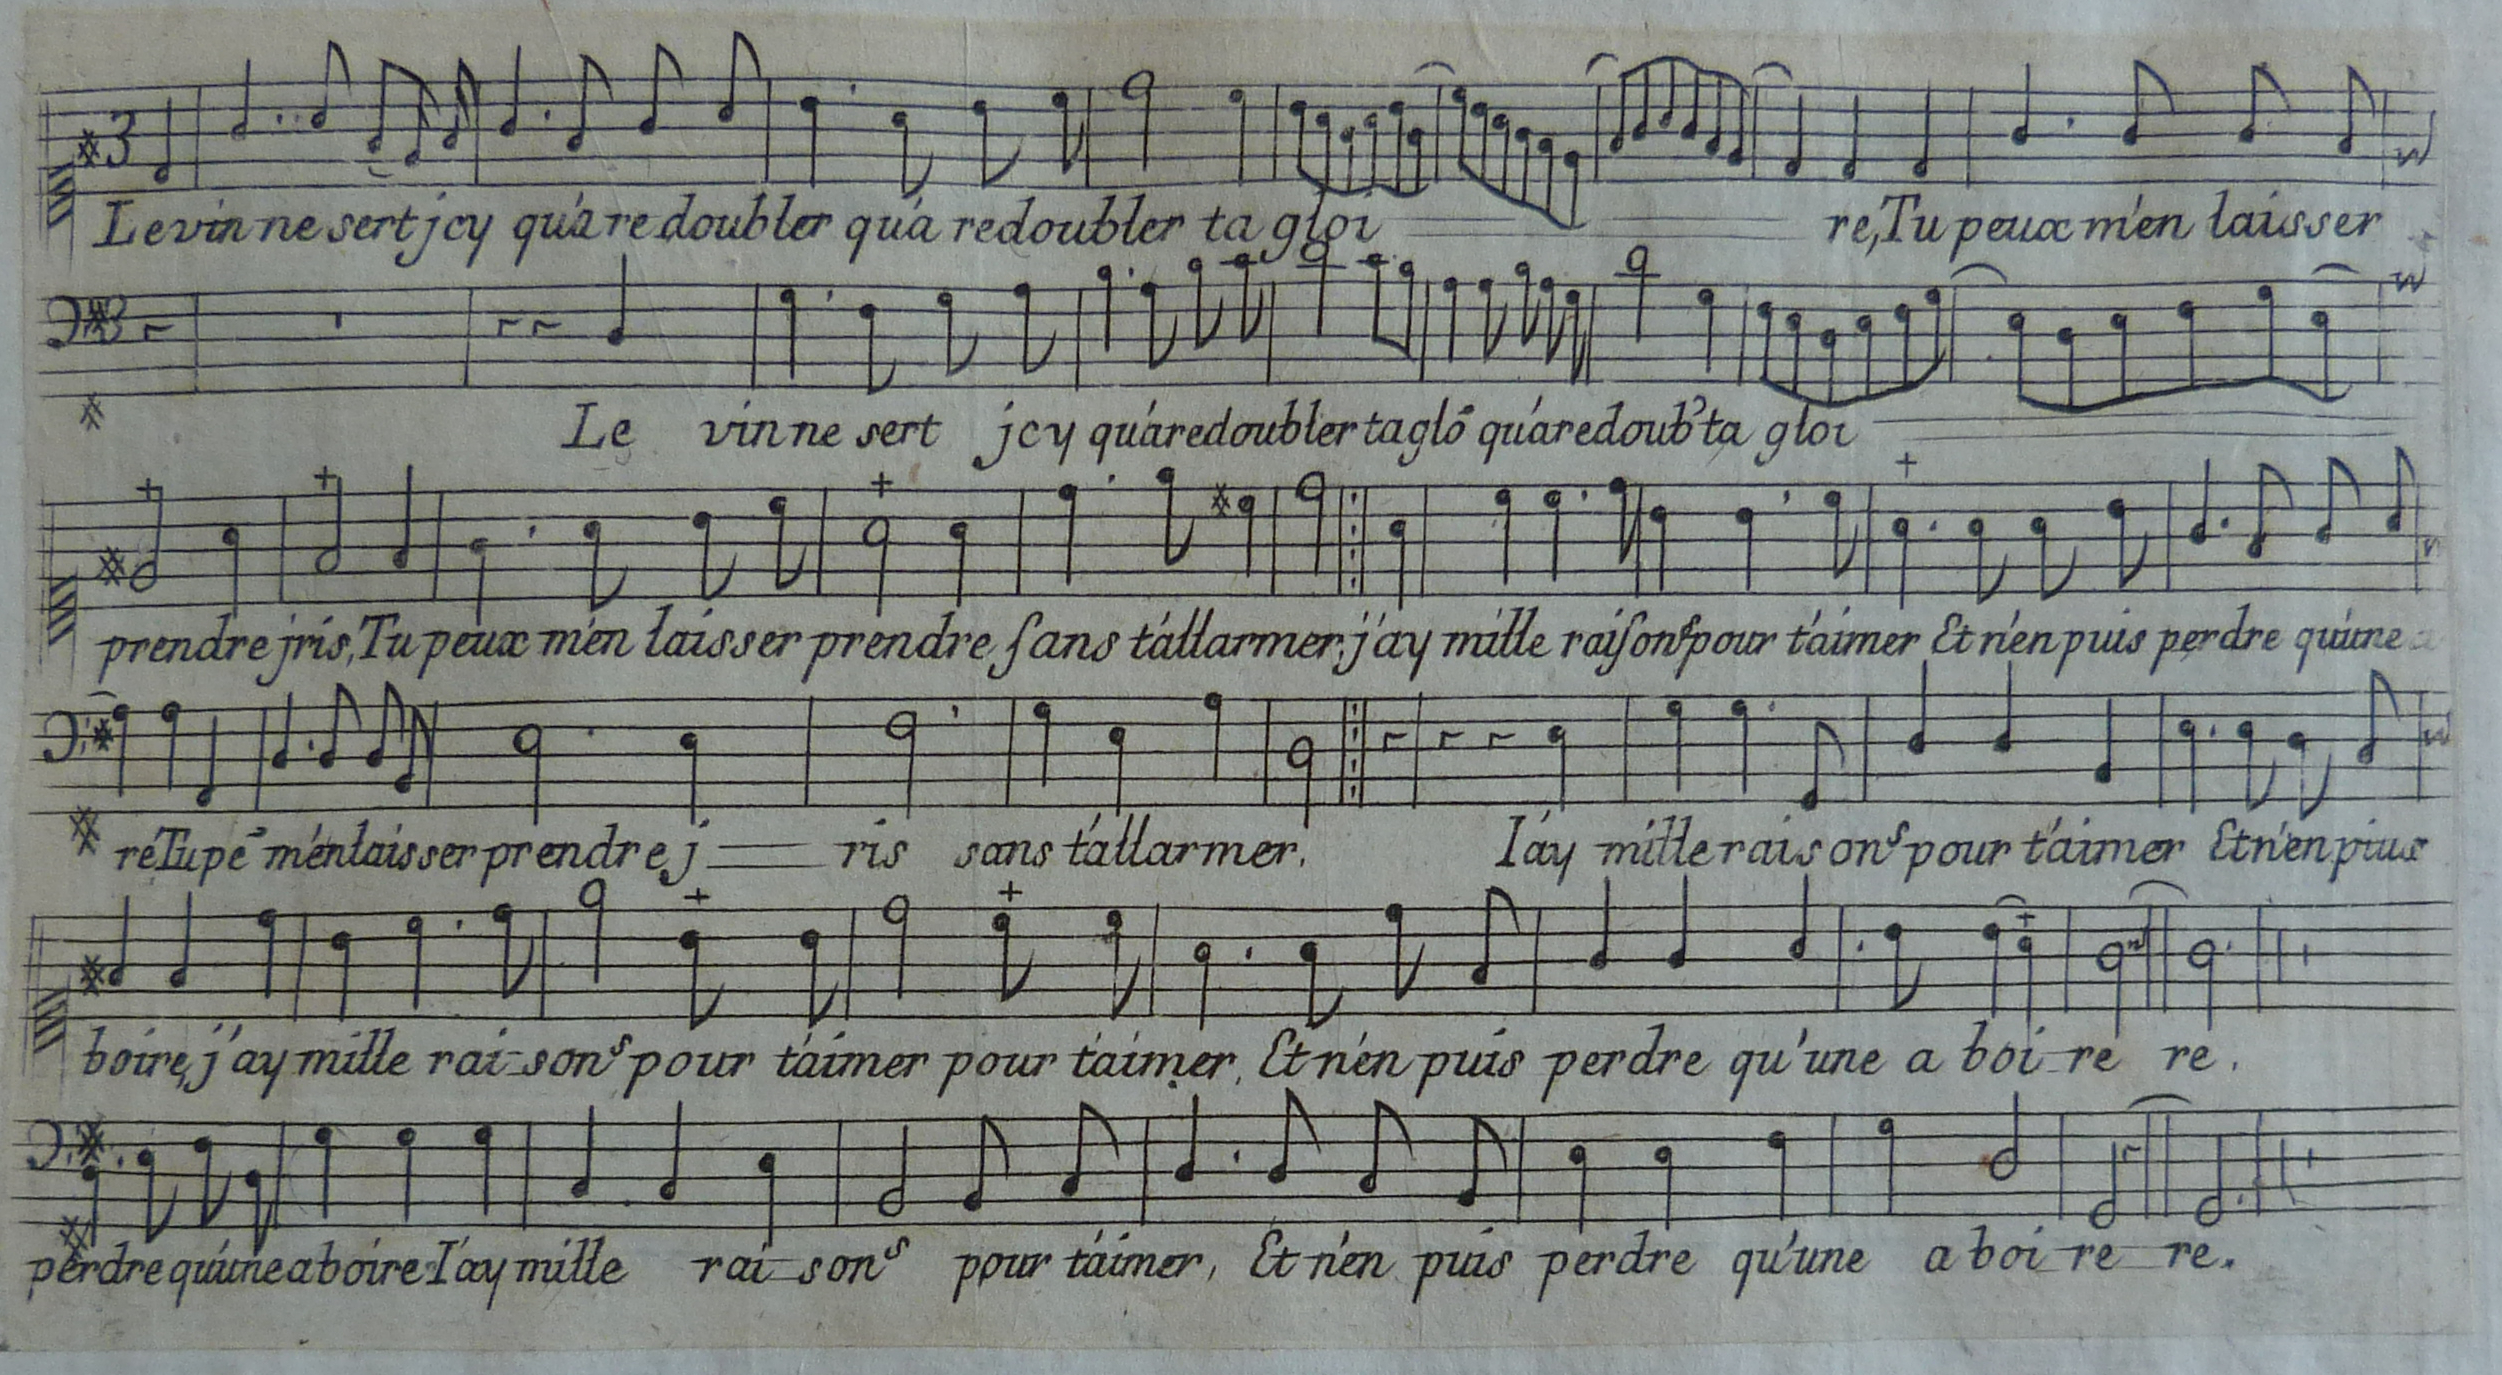 Le vin ne sert jcy qu'a redoubler qu'a redoubler ta gloi re, Tu peux m'en laisser
Le vin ne sert jcy qu'a redoubler ta glō qu'a redoub' ta gloi
prendre jris, Tu peux m'en laisser prendre sans t'allarmer. j'ay mille raisons pour t'aimer Et n'en puis perdre qu'une a
re Tu pē m'en laisser prendre j ris sans t'allarmer. I'ay mille raisons pour t'aimer Et n'en pius
boire, j'ay mille rai-sons pour t'aimer pour t'aimer, Et n'en puis perdre qu'une a boi-re re.
perdre qu'une a boire I'ay mille rai-sons pour t'aimer, Et n'en puis perdre qu'une a boi-re re.